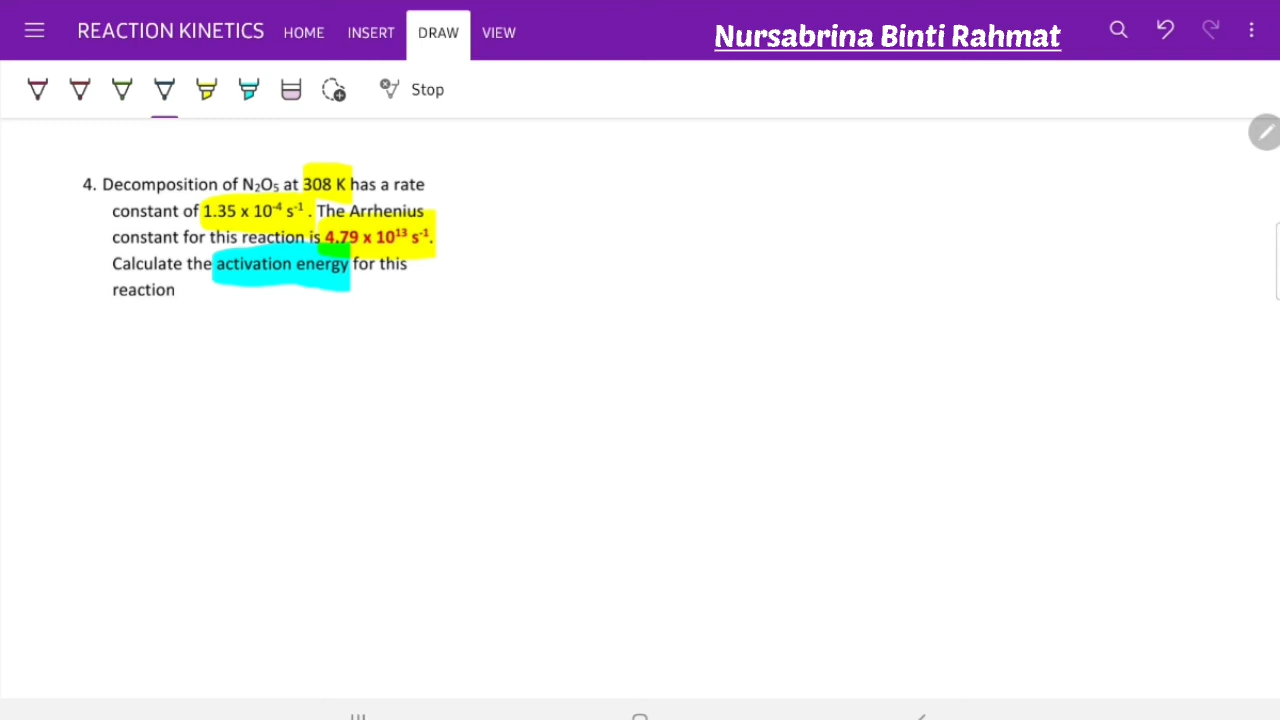 REACTION KINETICS HOME INSERT DRAW VIEW Nursabrina Binti Rahmat
Stop
4. Decomposition of N₂O₅ at 308 K has a rate
constant of 1.35 x 10⁻⁴ s⁻¹ . The Arrhenius
constant for this reaction is 4.79 x 10¹³ s⁻¹.
Calculate the activation energy for this
reaction